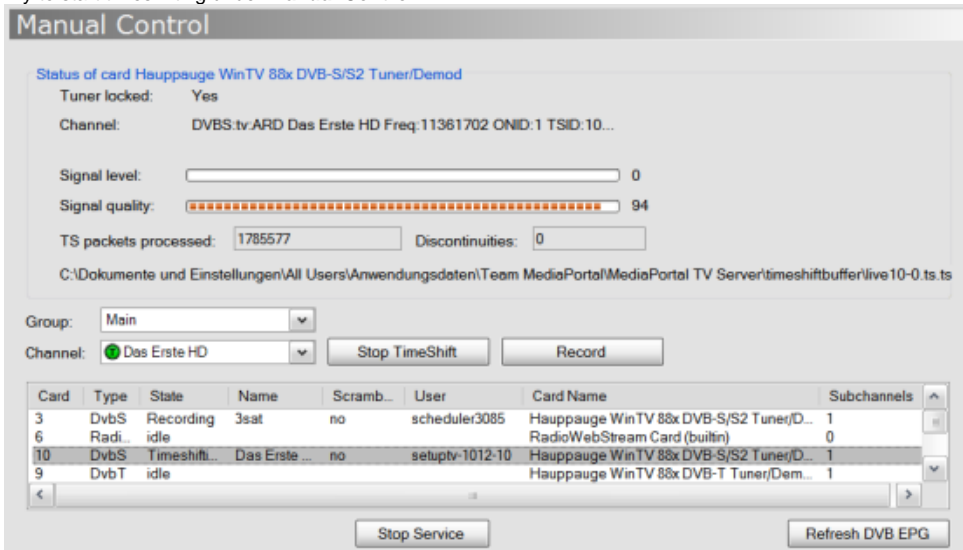 Manual Control
Status of card Hauppauge WinTV 88x DVB-S/S2 Tuner/Demod
Tuner locked: Yes
Channel: DVBS:tv:ARD Das Erste HD Freq:11361702 ONID:1 TSID:10...
Signal level: 0
Signal quality: 94
TS packets processed: 1785577 Discontinuities: 0
C:\Dokumente und Einstellungen\All Users\Anwendungsdaten\Team MediaPortal\MediaPortal TV Server\timeshiftbuffer\live10-0.ts.ts
Group: Main
Channel: T Das Erste HD Stop TimeShift Record
Card Type State Name Scramb... User Card Name Subchannels
3 DvbS Recording 3sat no scheduler3085 Hauppauge WinTV 88x DVB-S/S2 Tuner/D... 1
6 Radi... idle RadioWebStream Card (builtin) 0
10 DvbS Timeshifti... Das Erste ... no setuptv-1012-10 Hauppauge WinTV 88x DVB-S/S2 Tuner/D... 1
9 DvbT idle Hauppauge WinTV 88x DVB-T Tuner/Dem... 1
Stop Service Refresh DVB EPG